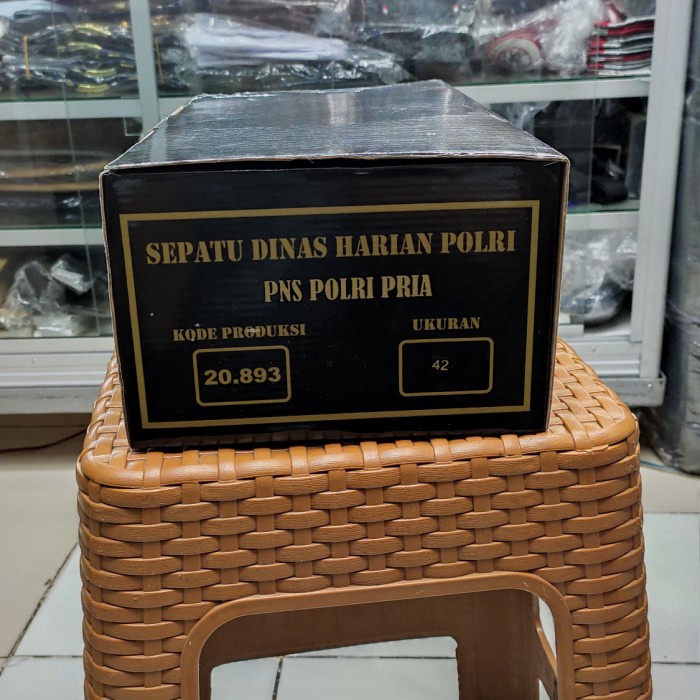 SEPATU DINAS HARIAN POLRI
PNS POLRI PRIA
KODE PRODUKSI
UKURAN
20.893
42